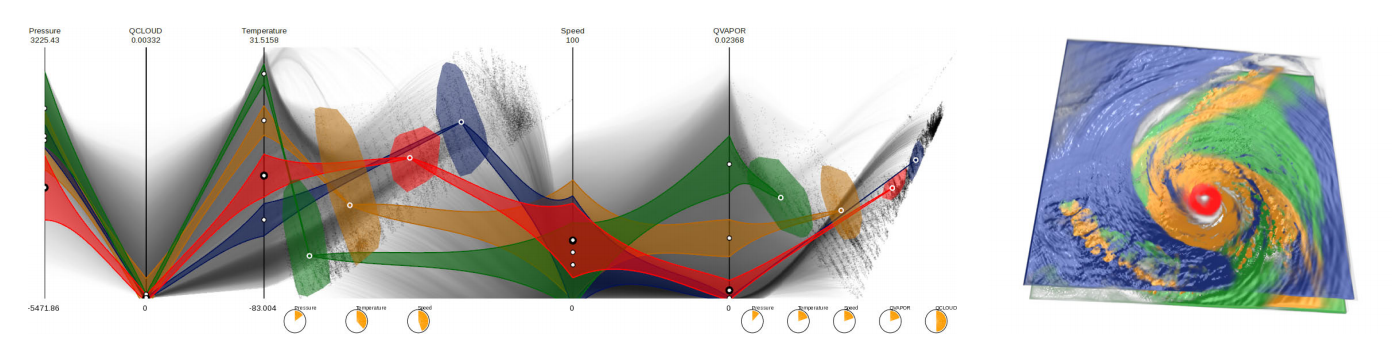 Pressure QCLOUD Temperature Speed QVAPOR
3225.43 0.00332 31.5158 100 0.02368
-5471.86 0 -83.004 0 0
Pressure Temperature Speed Pressure Temperature Speed QVAPOR QCLOUD